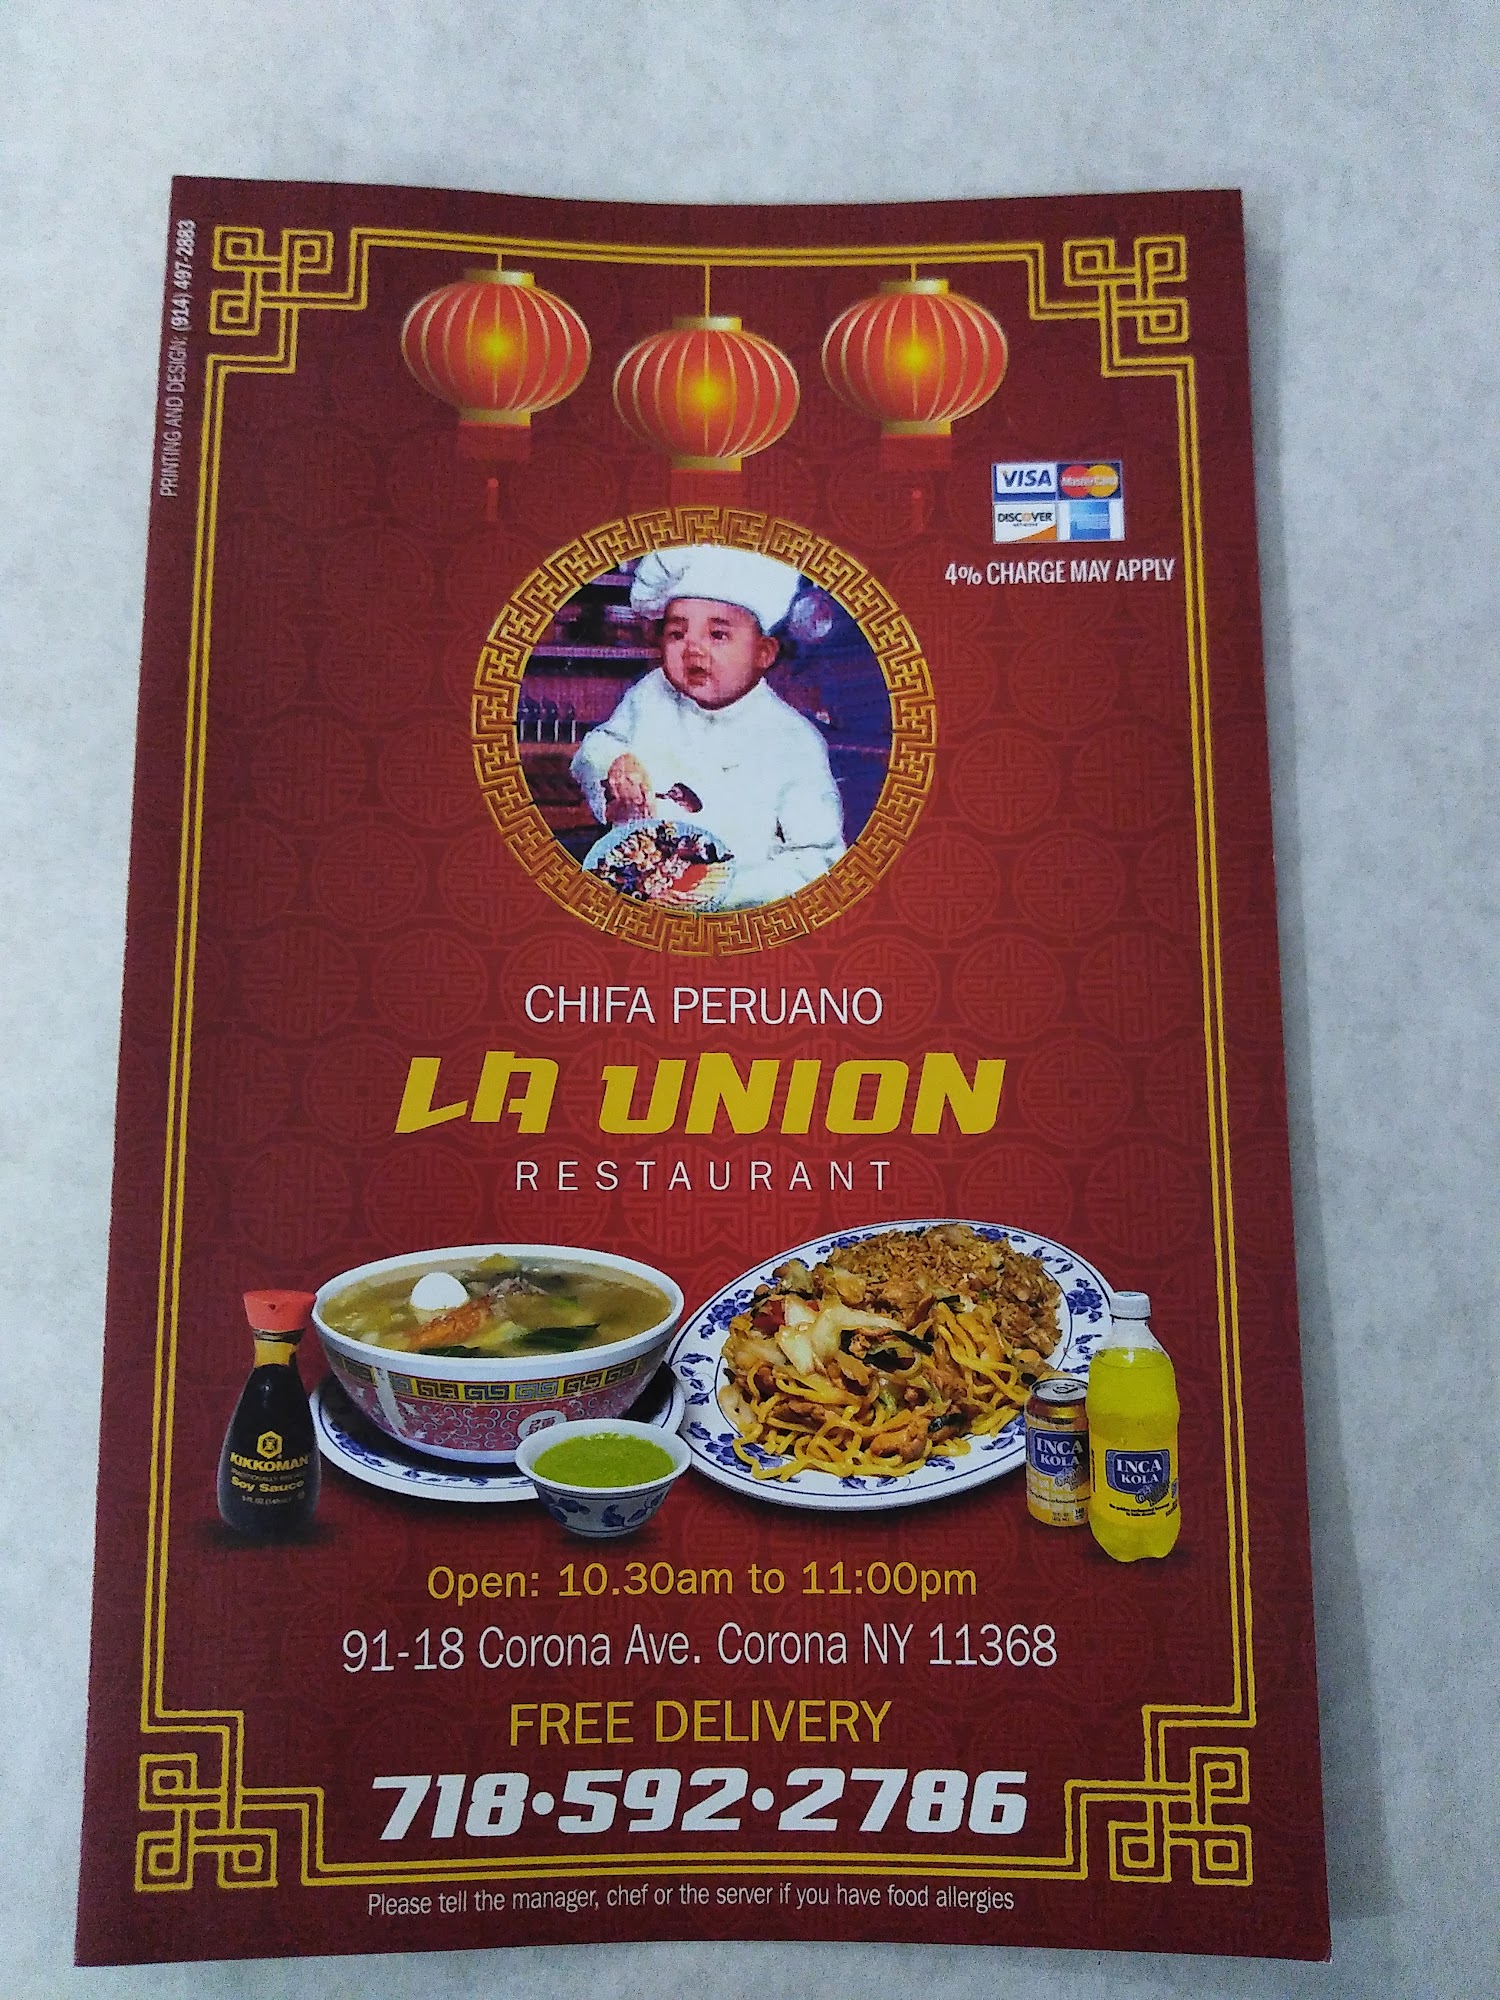 PRINTING AND DESIGN: (914) 497-2883
VISA
MasterCard
DISCOVER
NETWORK
4% CHARGE MAY APPLY
CHIFA PERUANO
LA UNION
RESTAURANT
KIKKOMAN
Soy Sauce
INCA
KOLA
INCA
KOLA
Open: 10.30am to 11:00pm
91-18 Corona Ave. Corona NY 11368
FREE DELIVERY
718•592•2786
Please tell the manager, chef or the server if you have food allergies